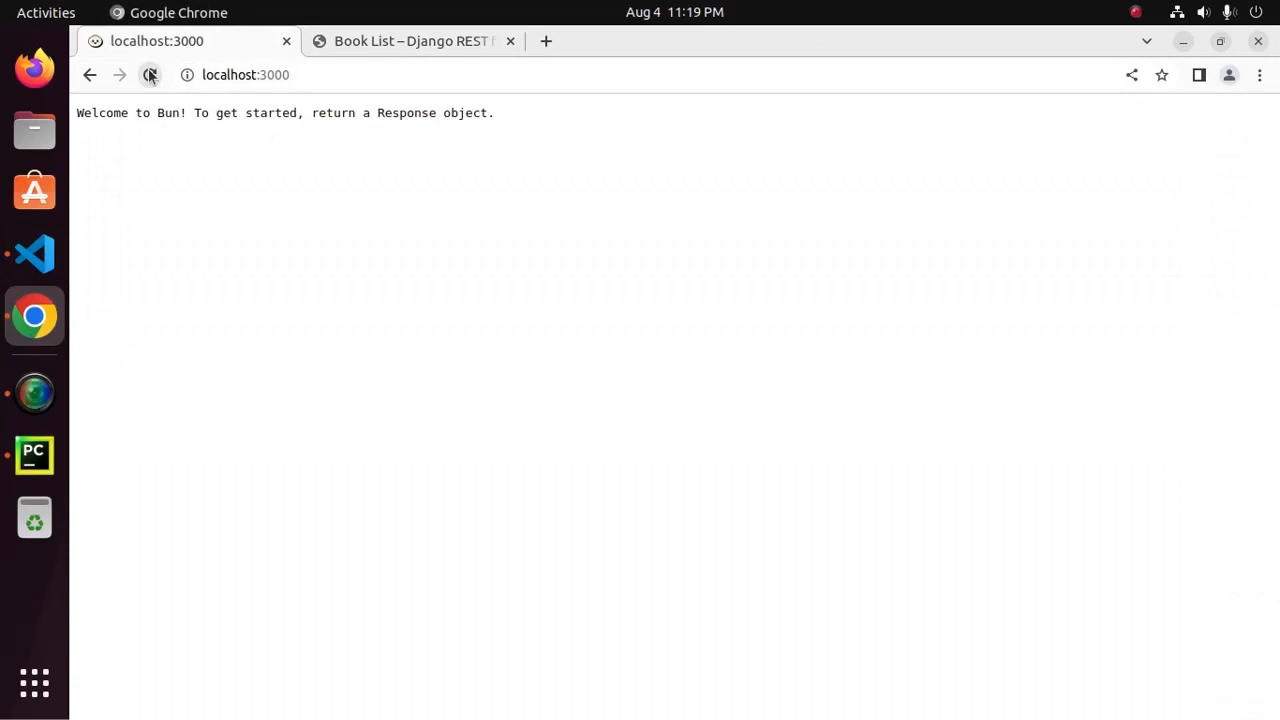 Activities
Google Chrome
Aug 4 11:19 PM
localhost:3000
Book List – Django REST f
localhost:3000
Welcome to Bun! To get started, return a Response object.
PC